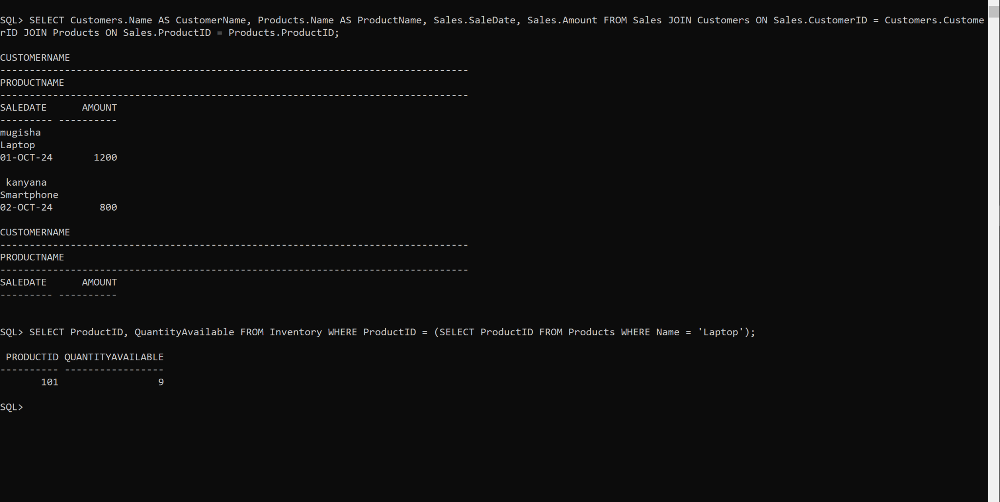 SQL> SELECT Customers.Name AS CustomerName, Products.Name AS ProductName, Sales.SaleDate, Sales.Amount FROM Sales JOIN Customers ON Sales.CustomerID = Customers.Custome
rID JOIN Products ON Sales.ProductID = Products.ProductID;
CUSTOMERNAME
--------------------------------------------------------------------------------
PRODUCTNAME
--------------------------------------------------------------------------------
SALEDATE      AMOUNT
--------- ----------
mugisha
Laptop
01-OCT-24       1200
 kanyana
Smartphone
02-OCT-24        800
CUSTOMERNAME
--------------------------------------------------------------------------------
PRODUCTNAME
--------------------------------------------------------------------------------
SALEDATE      AMOUNT
--------- ----------
SQL> SELECT ProductID, QuantityAvailable FROM Inventory WHERE ProductID = (SELECT ProductID FROM Products WHERE Name = 'Laptop');
 PRODUCTID QUANTITYAVAILABLE
---------- -----------------
       101                 9
SQL>